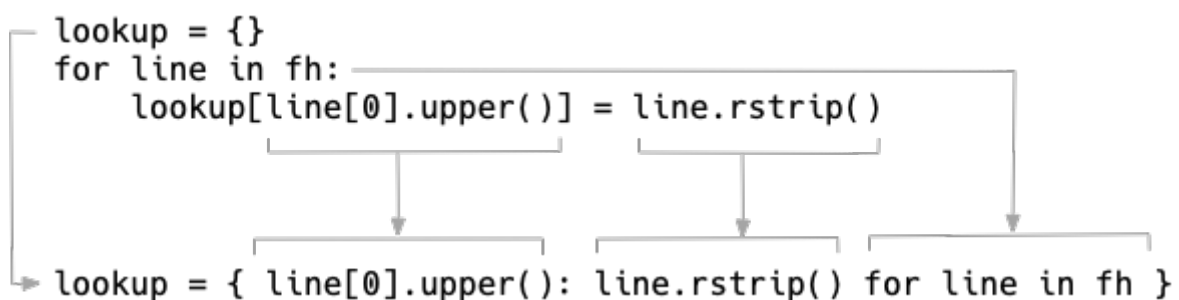 lookup = {}
for line in fh:
lookup[line[0].upper()] = line.rstrip()
lookup = { line[0].upper(): line.rstrip() for line in fh }